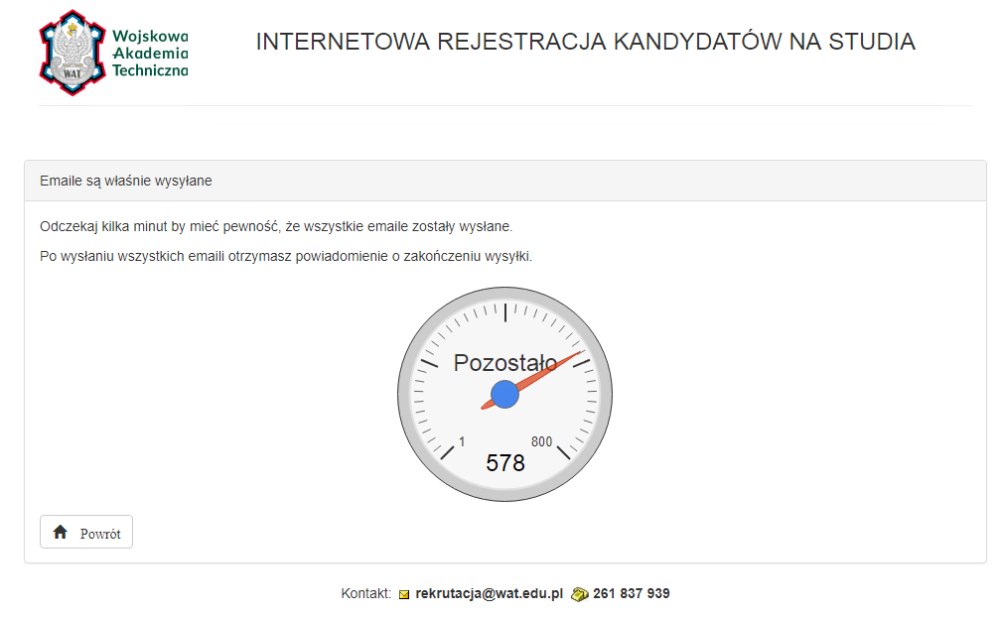 Wojskowa
Akademia
Techniczna
WAT
INTERNETOWA REJESTRACJA KANDYDATÓW NA STUDIA
Emaile są właśnie wysyłane
Odczekaj kilka minut by mieć pewność, że wszystkie emaile zostały wysłane.
Po wysłaniu wszystkich emaili otrzymasz powiadomienie o zakończeniu wysyłki.
Pozostało
1 800
578
Powrót
Kontakt: rekrutacja@wat.edu.pl 261 837 939